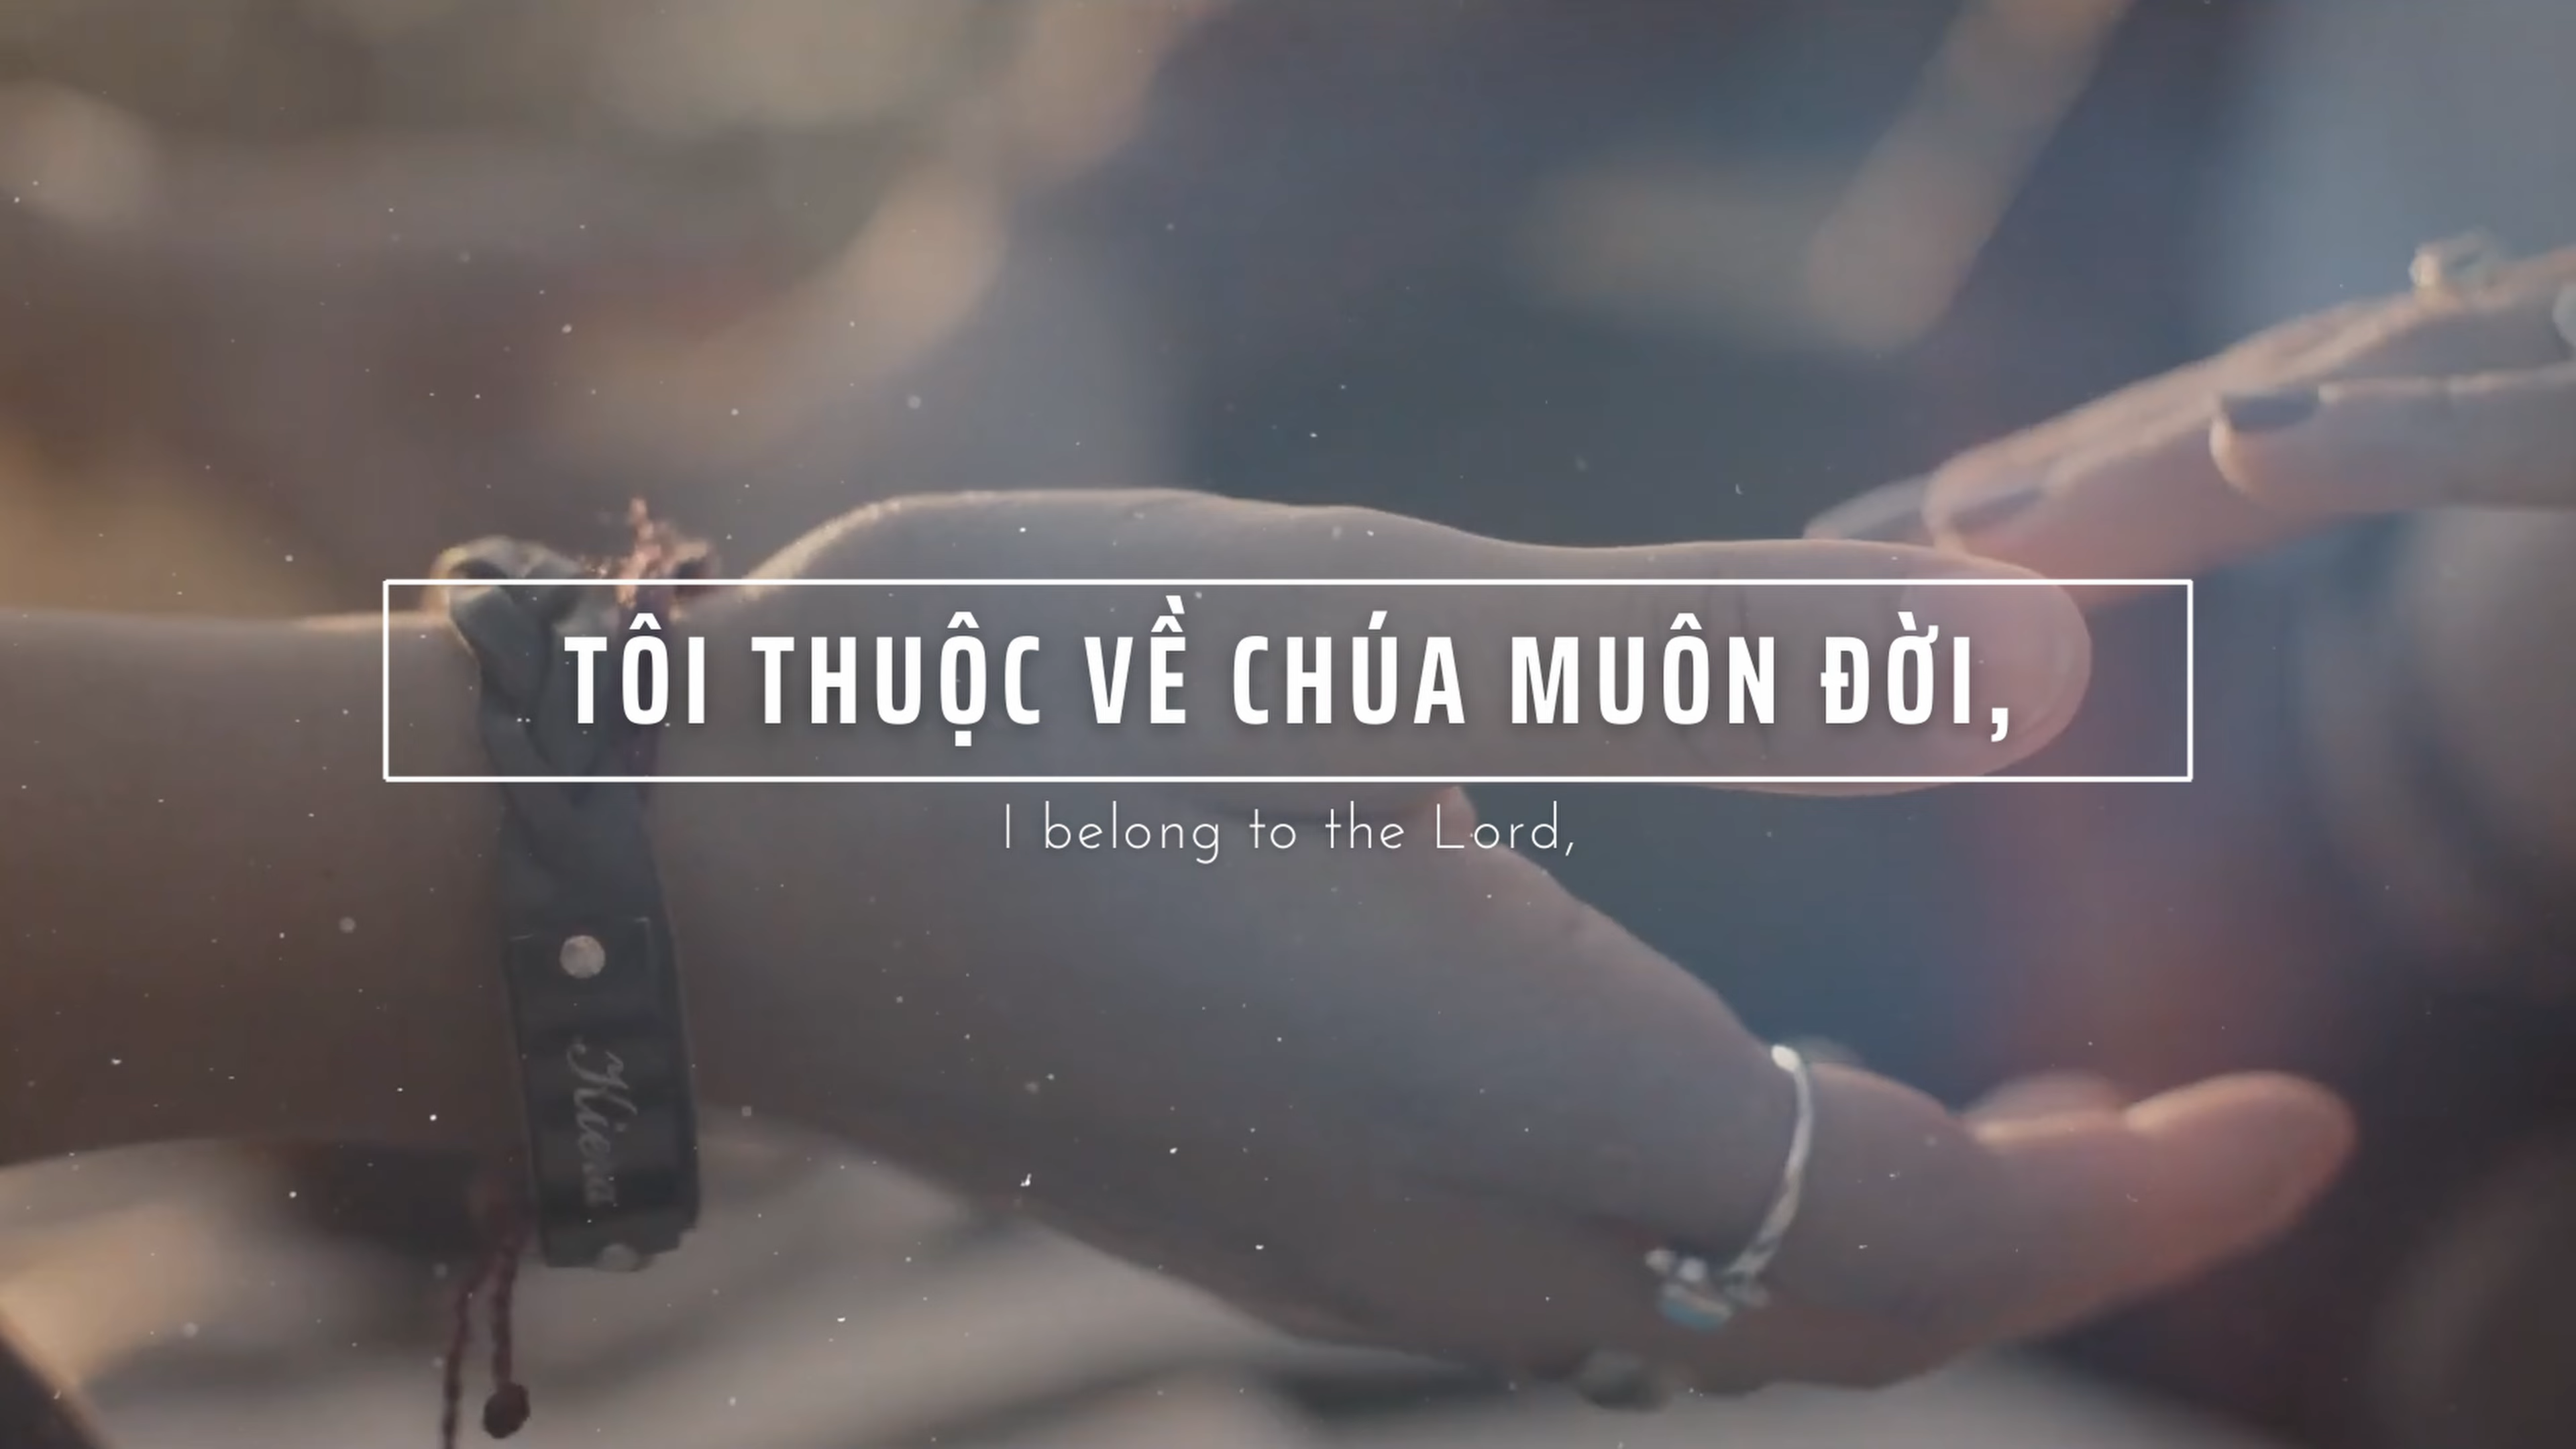 TÔI THUỘC VỀ CHÚA MUÔN ĐỜI,
I belong to the Lord,